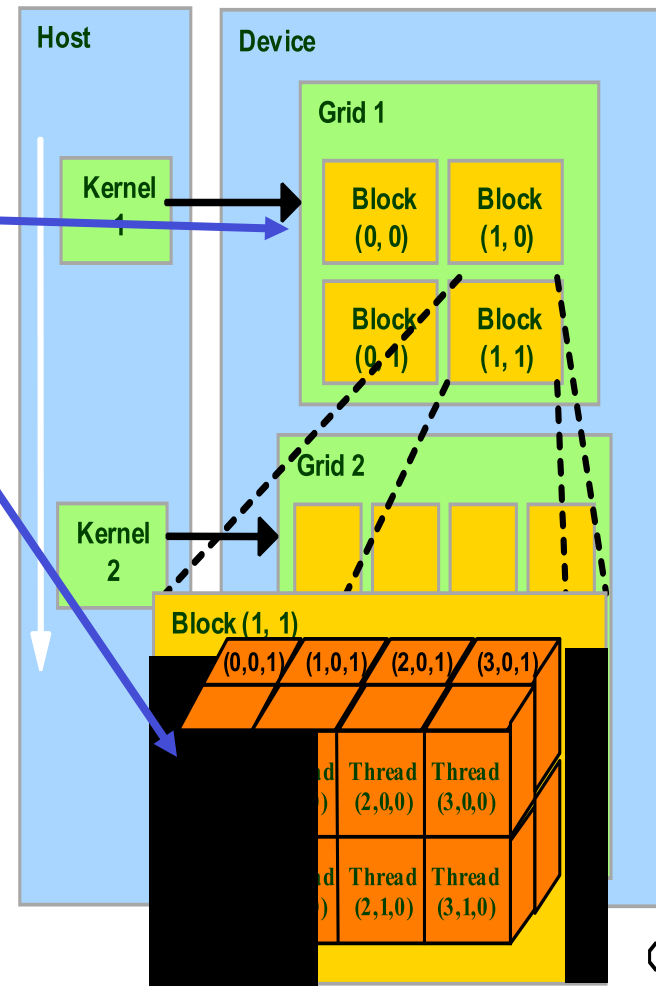 Host
Device
Grid 1
Kernel
1
Block
(0, 0)
Block
(1, 0)
Block
(0, 1)
Block
(1, 1)
Grid 2
Kernel
2
Block (1, 1)
(0,0,1) (1,0,1) (2,0,1) (3,0,1)
Thread
(2,0,0)
Thread
(3,0,0)
Thread
(2,1,0)
Thread
(3,1,0)